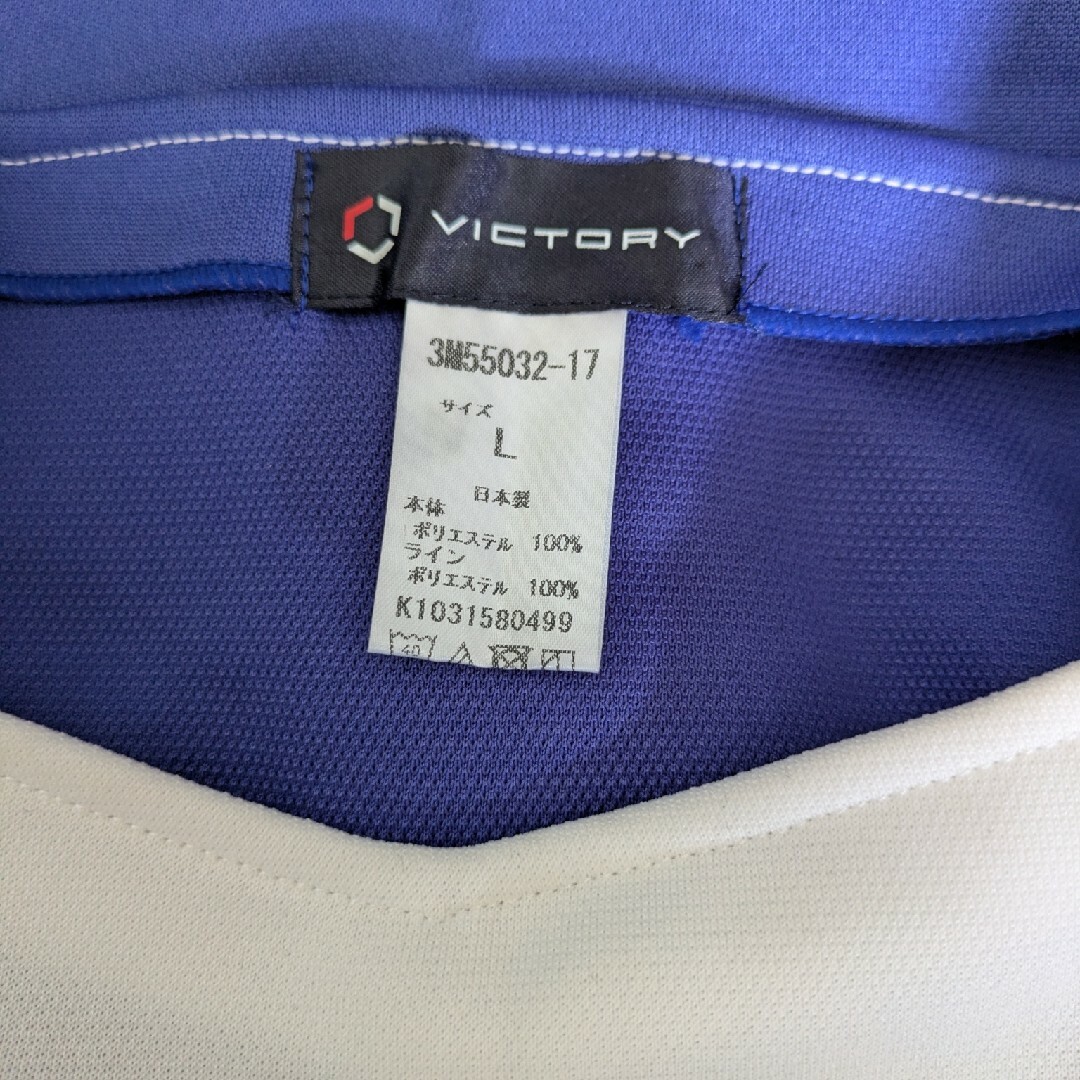 VICTORY
3M55032-17
サイズ
L
日本製
本体
ポリエステル 100%
ライン
ポリエステル 100%
K1031580499
40